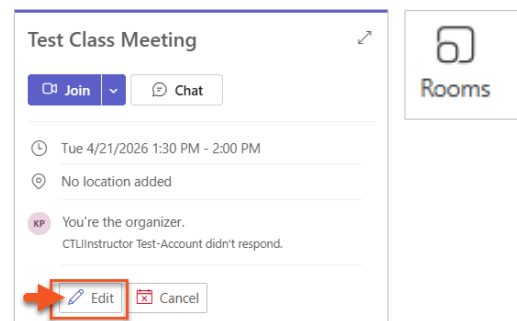 Test Class Meeting
Join
Chat
Tue 4/21/2026 1:30 PM - 2:00 PM
No location added
KP
You're the organizer.
CTLIInstructor Test-Account didn't respond.
Edit
Cancel
Rooms